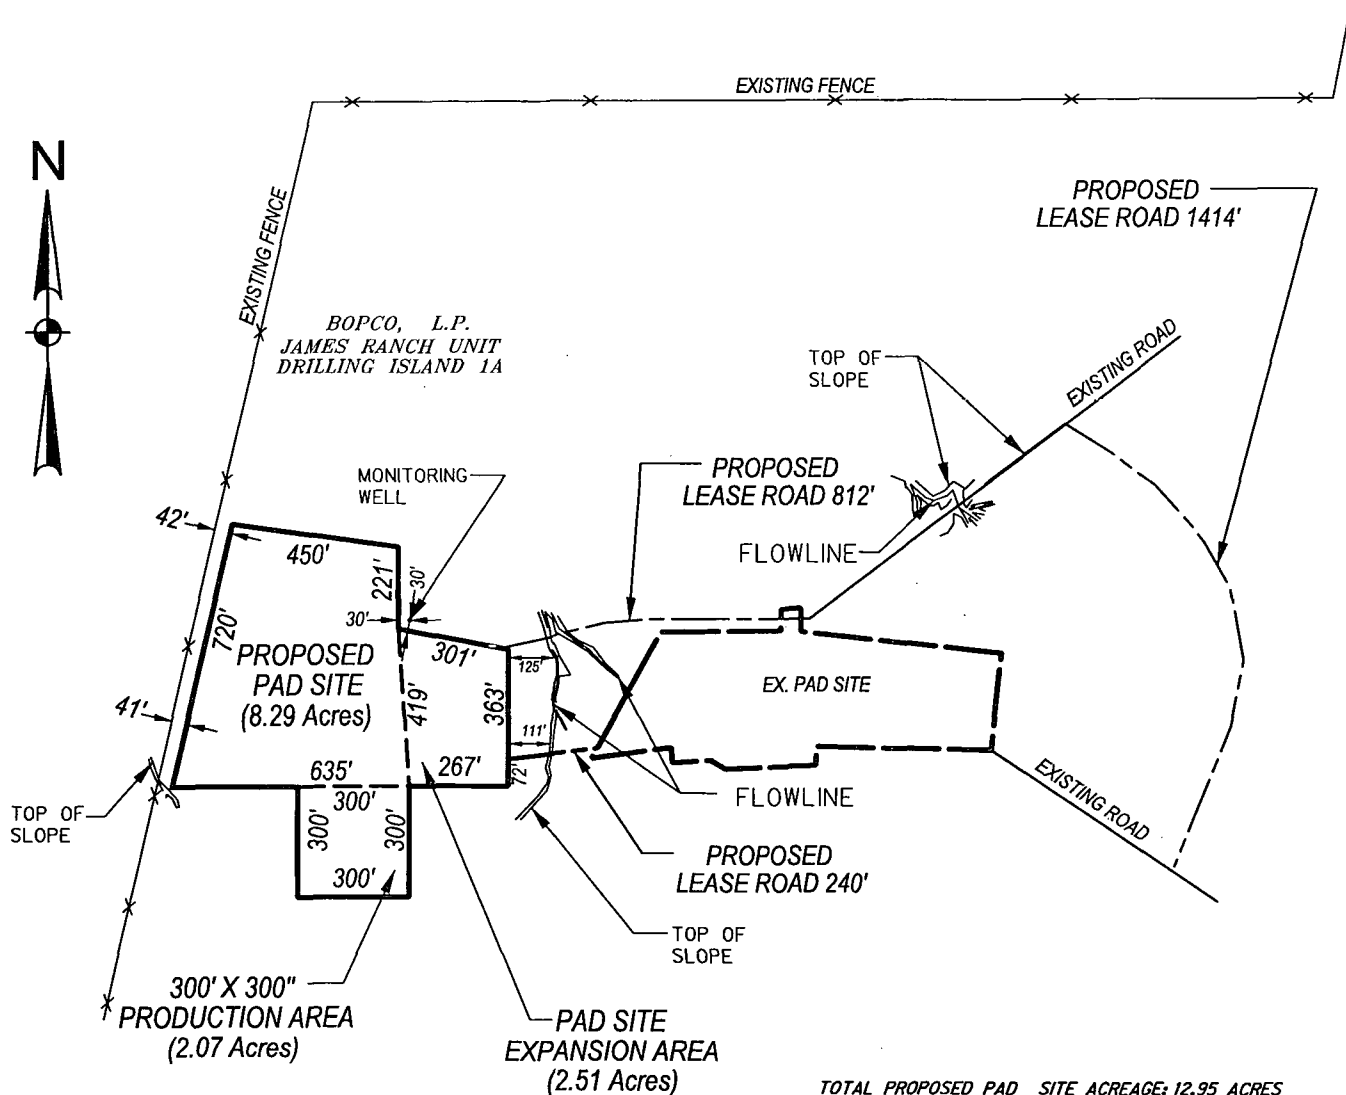 EXISTING FENCE
N
EXISTING FENCE
PROPOSED
LEASE ROAD 1414'
BOPCO, L.P.
JAMES RANCH UNIT
DRILLING ISLAND 1A
TOP OF
SLOPE
EXISTING ROAD
MONITORING
WELL
PROPOSED
LEASE ROAD 812'
42'
450'
221'
30'
30'
FLOWLINE
720'
PROPOSED
PAD SITE
(8.29 Acres)
301'
125'
419'
363'
EX. PAD SITE
41'
111'
72'
635'
267'
TOP OF
SLOPE
300'
300'
300'
300'
FLOWLINE
EXISTING ROAD
PROPOSED
LEASE ROAD 240'
TOP OF
SLOPE
300' X 300"
PRODUCTION AREA
(2.07 Acres)
PAD SITE
EXPANSION AREA
(2.51 Acres)
TOTAL PROPOSED PAD SITE ACREAGE: 12.95 ACRES